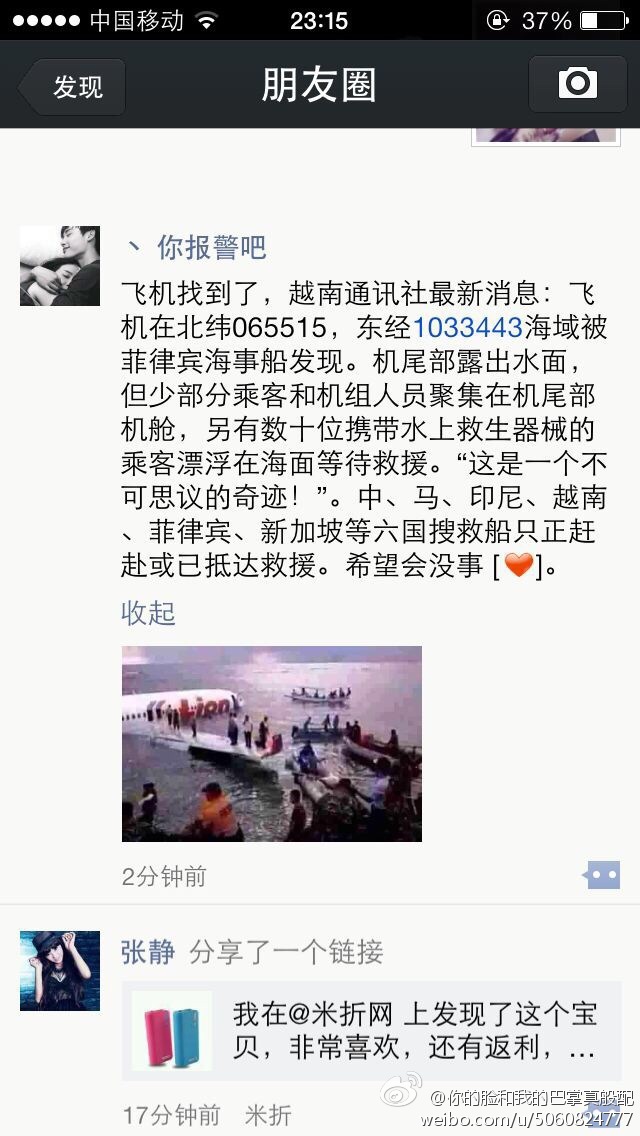 中国移动 23:15 37%
发现 朋友圈
丶 你报警吧
飞机找到了，越南通讯社最新消息：飞
机在北纬065515，东经1033443海域被
菲律宾海事船发现。机尾部露出水面，
但少部分乘客和机组人员聚集在机尾部
机舱，另有数十位携带水上救生器械的
乘客漂浮在海面等待救援。“这是一个不
可思议的奇迹！”。中、马、印尼、越南
、菲律宾、新加坡等六国搜救船只正赶
赴或已抵达救援。希望会没事 [❤]。
收起
Lion
2分钟前
张静 分享了一个链接
我在@米折网 上发现了这个宝
贝，非常喜欢，还有返利，...
17分钟前 米折
@你的脸和我的巴掌真般配
weibo.com/u/5060824777